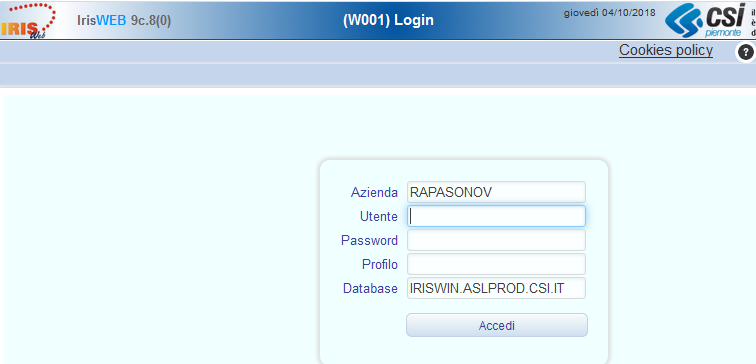 IRIS Web IrisWEB 9c.8(0) (W001) Login giovedì 04/10/2018 CSI piemonte
Cookies policy ?
Azienda RAPASONOV
Utente
Password
Profilo
Database IRISWIN.ASLPROD.CSI.IT
Accedi